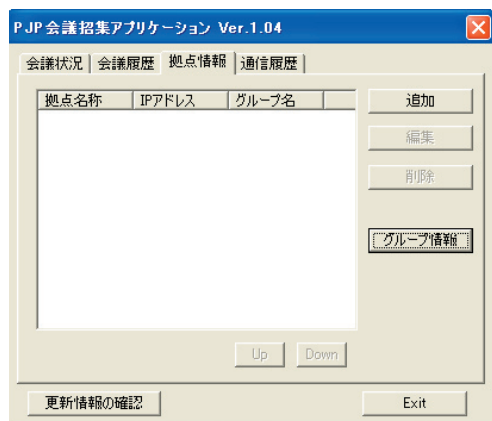 PJP会議招集アプリケーション Ver.1.04
会議状況 会議履歴 拠点情報 通信履歴
拠点名称 IPアドレス グループ名
追加
編集
削除
グループ情報
Up Down
更新情報の確認 Exit